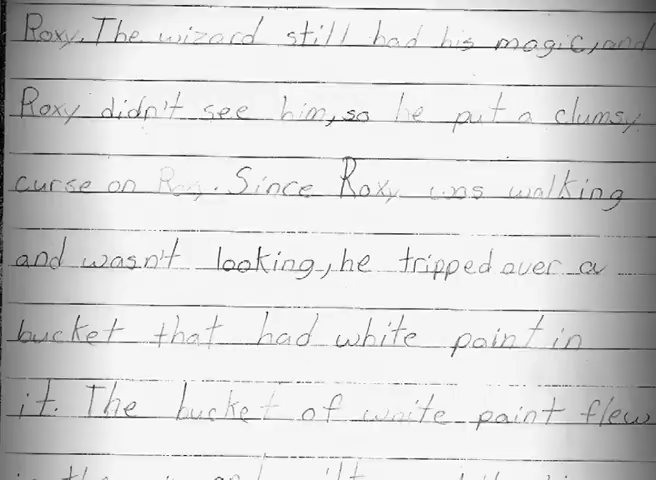 Roxy. The wizard still had his magic, and
Roxy didn't see him, so he put a clumsy
curse on Roxy. Since Roxy was walking
and wasn't looking, he tripped over a
bucket that had white paint in
it. The bucket of white paint flew